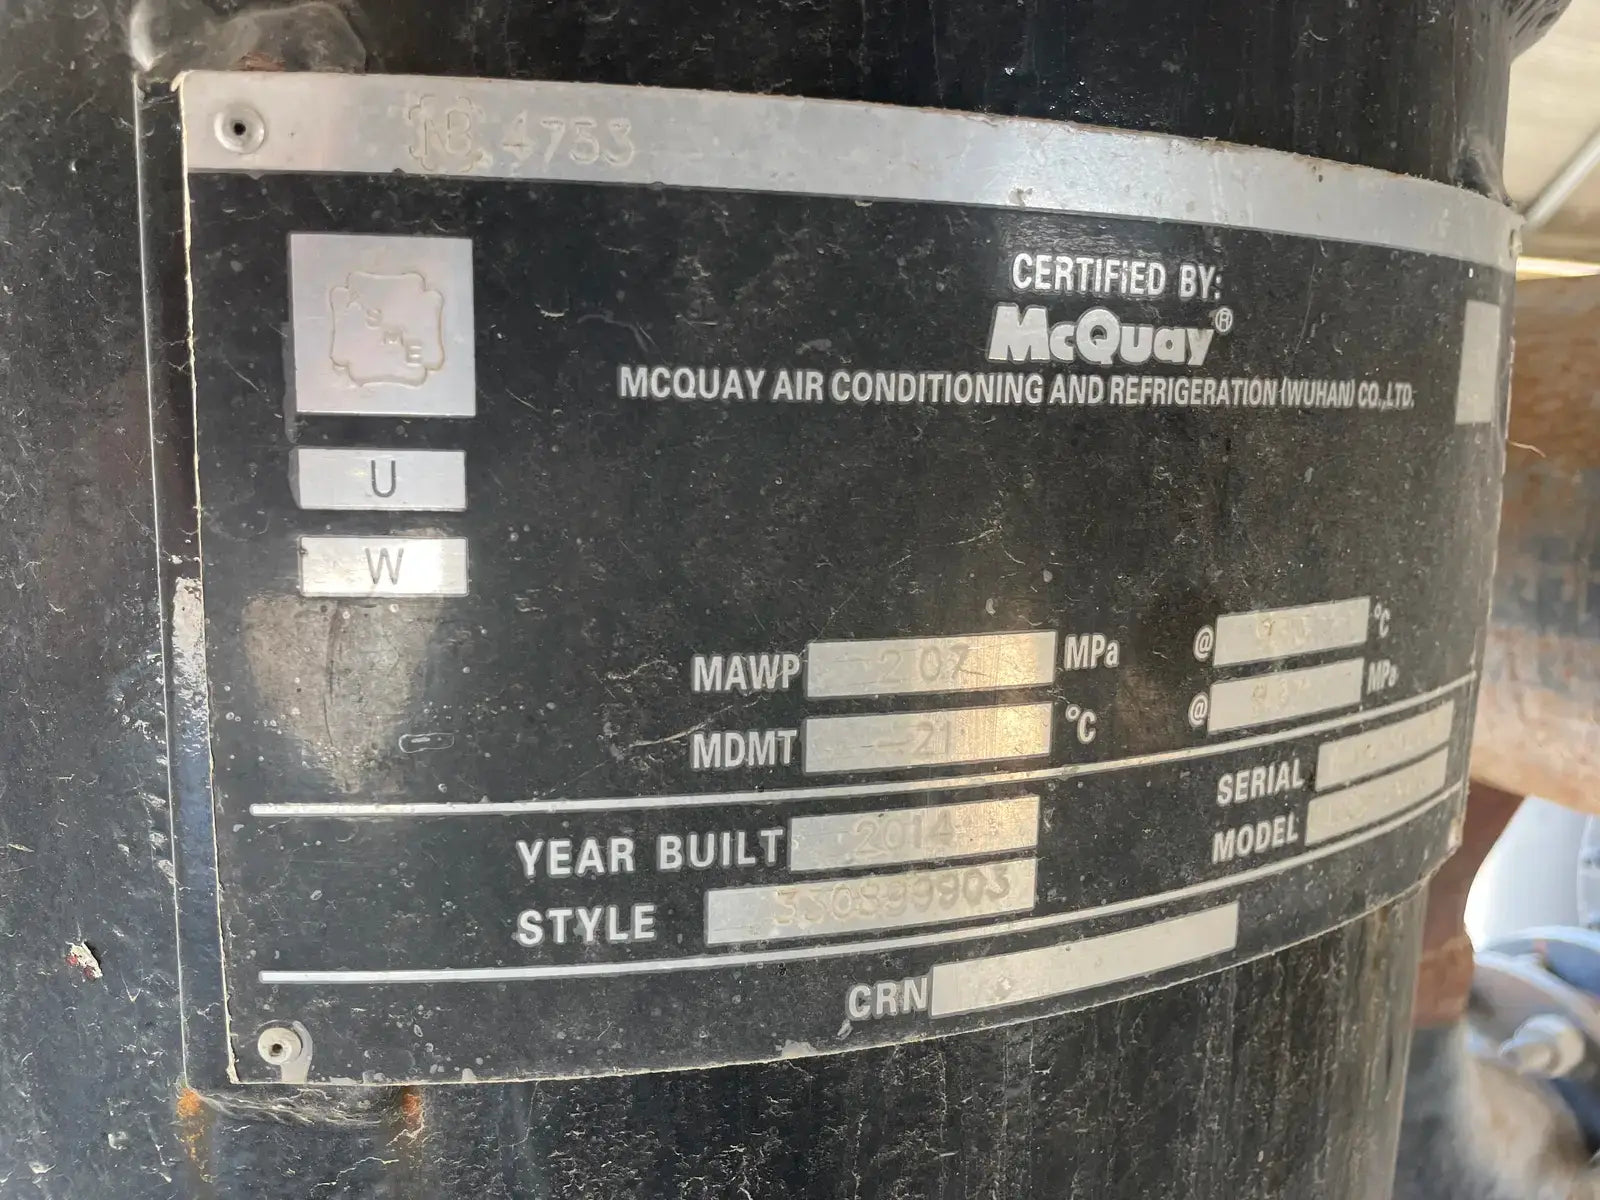 NB 4753
ASME
U
W
CERTIFIED BY:
McQuay®
MCQUAY AIR CONDITIONING AND REFRIGERATION (WUHAN) CO.,LTD.
MAWP 2.07 MPa @ °C
MDMT -21 °C @ MPa
YEAR BUILT 2014 SERIAL
STYLE 330899903 MODEL
CRN